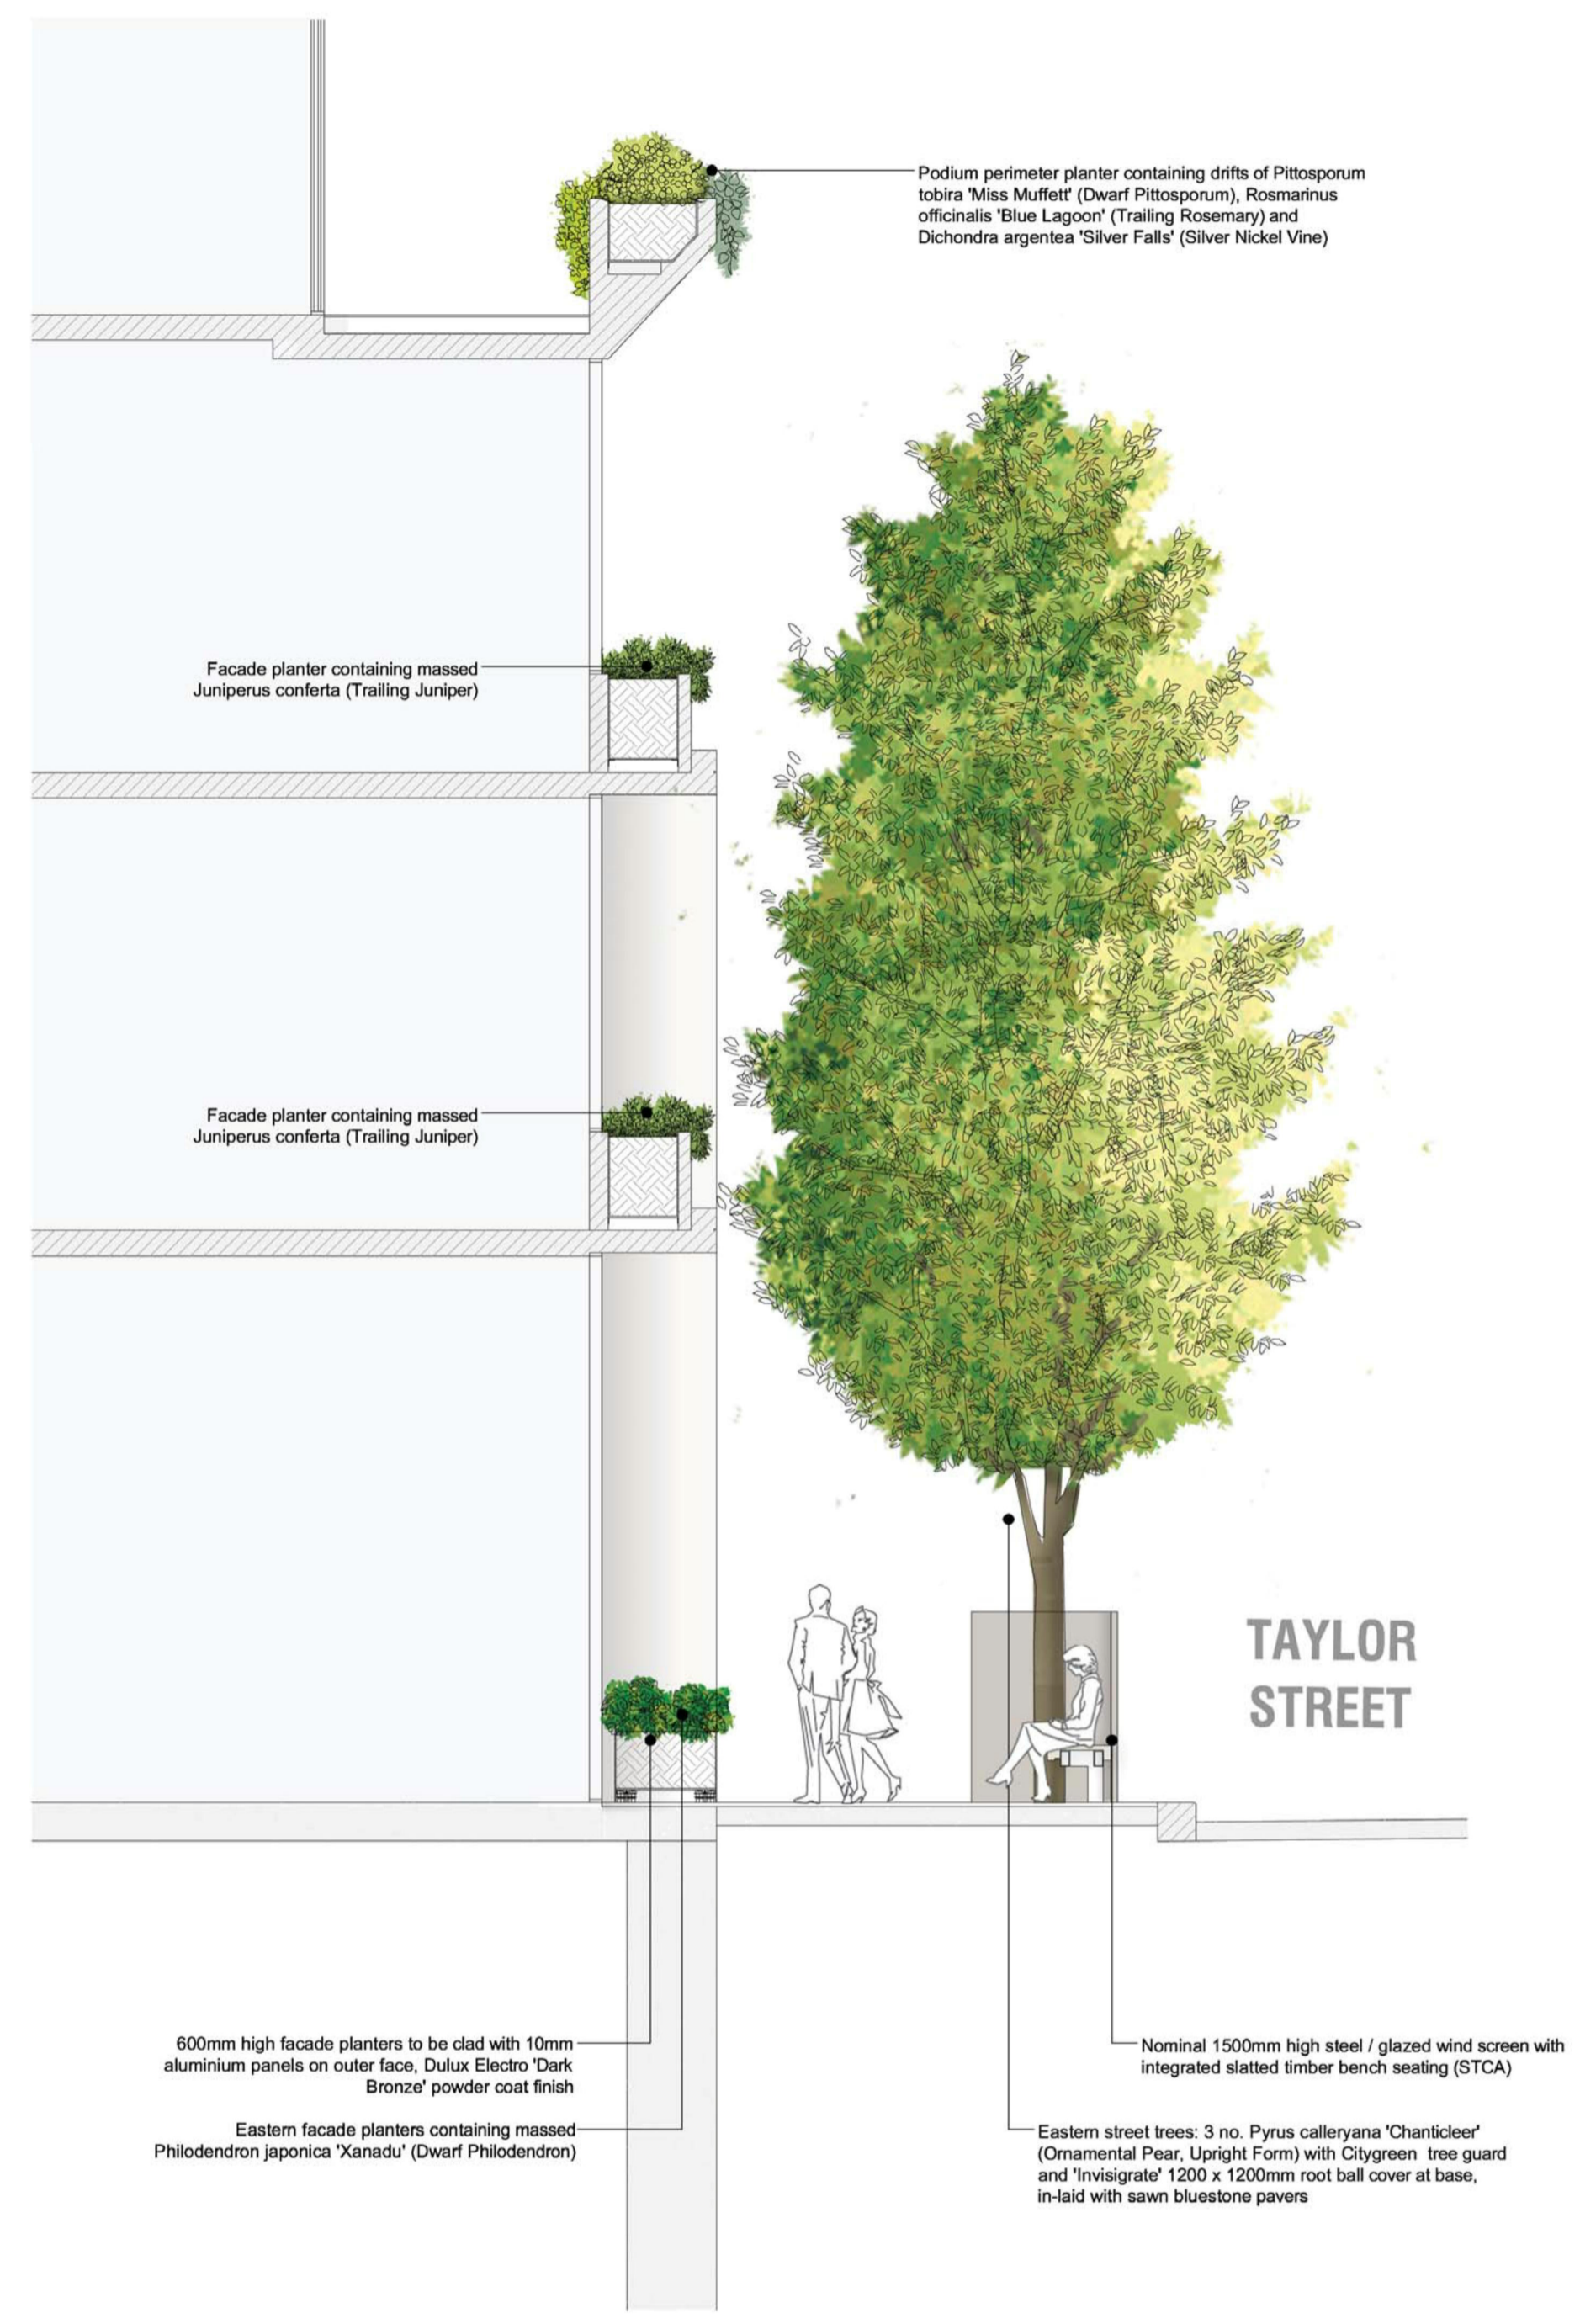 Podium perimeter planter containing drifts of Pittosporum
tobira 'Miss Muffett' (Dwarf Pittosporum), Rosmarinus
officinalis 'Blue Lagoon' (Trailing Rosemary) and
Dichondra argentea 'Silver Falls' (Silver Nickel Vine)
Facade planter containing massed
Juniperus conferta (Trailing Juniper)
Facade planter containing massed
Juniperus conferta (Trailing Juniper)
TAYLOR
STREET
600mm high facade planters to be clad with 10mm
aluminium panels on outer face, Dulux Electro 'Dark
Bronze' powder coat finish
Eastern facade planters containing massed
Philodendron japonica 'Xanadu' (Dwarf Philodendron)
Nominal 1500mm high steel / glazed wind screen with
integrated slatted timber bench seating (STCA)
Eastern street trees: 3 no. Pyrus calleryana 'Chanticleer'
(Ornamental Pear, Upright Form) with Citygreen tree guard
and 'Invisigrate' 1200 x 1200mm root ball cover at base,
in-laid with sawn bluestone pavers